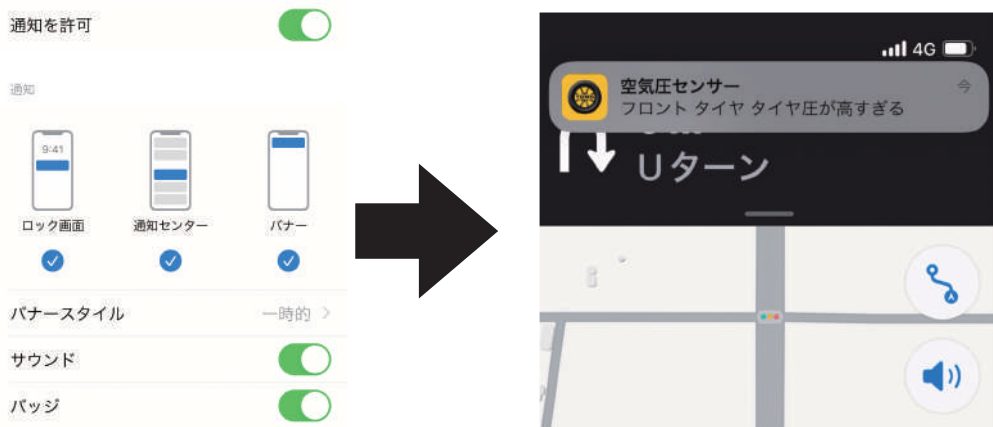 通知を許可
通知
9:41
ロック画面
通知センター
バナー
バナースタイル
一時的
サウンド
バッジ
4G
空気圧センサー
今
フロント タイヤ タイヤ圧が高すぎる
Uターン